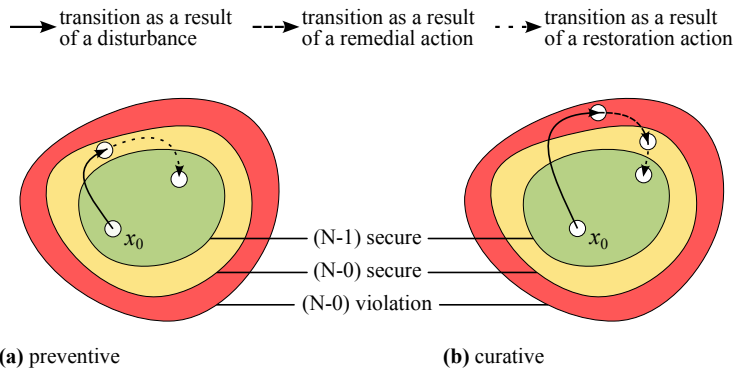 transition as a result
of a disturbance
transition as a result
of a remedial action
transition as a result
of a restoration action
x0
x0
(N-1) secure
(N-0) secure
(N-0) violation
(a) preventive
(b) curative